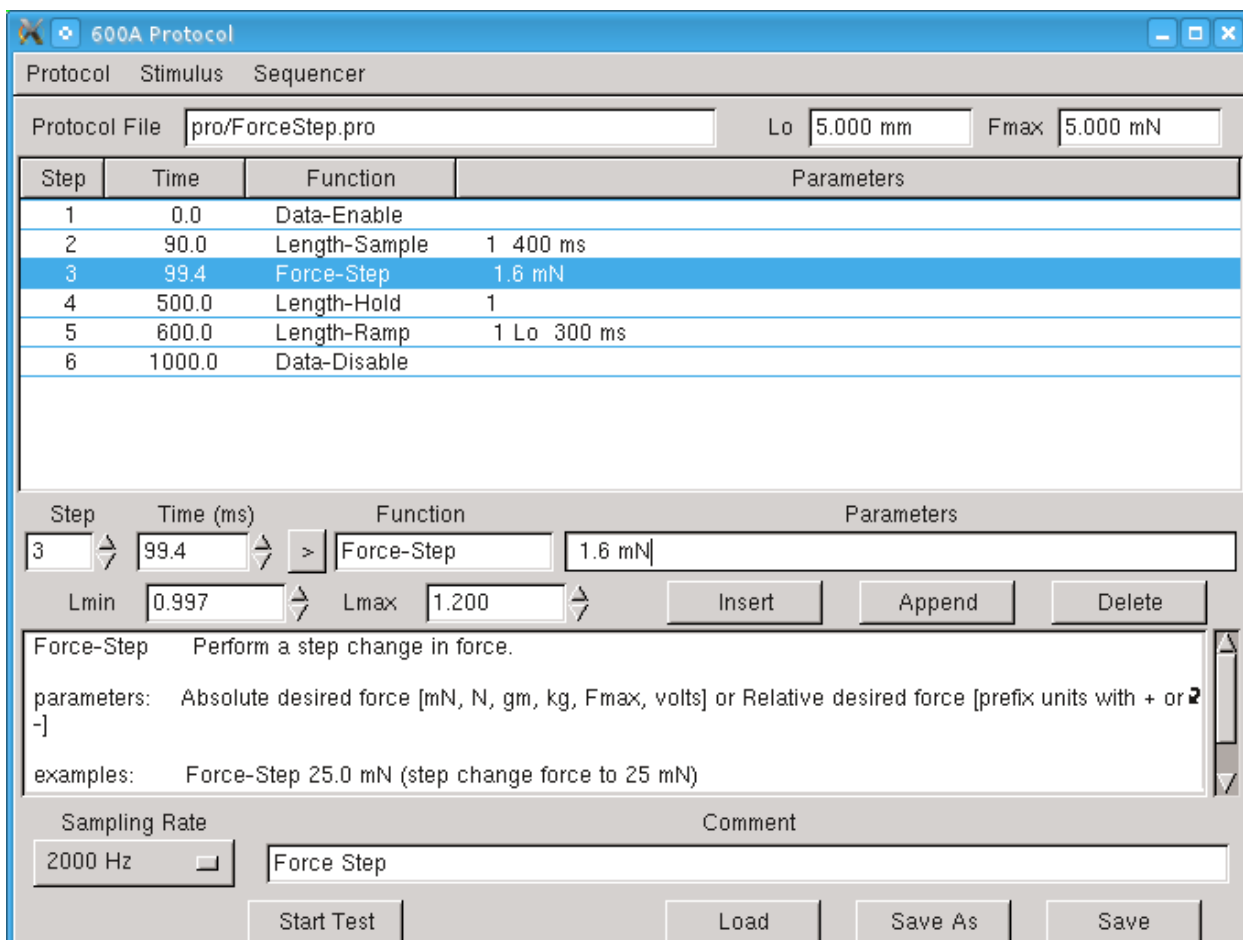 600A Protocol
Protocol Stimulus Sequencer
Protocol File pro/ForceStep.pro Lo 5.000 mm Fmax 5.000 mN
Step Time Function Parameters
1 0.0 Data-Enable
2 90.0 Length-Sample 1 400 ms
3 99.4 Force-Step 1.6 mN
4 500.0 Length-Hold 1
5 600.0 Length-Ramp 1 Lo 300 ms
6 1000.0 Data-Disable
Step Time (ms) Function Parameters
3 99.4 > Force-Step 1.6 mN
Lmin 0.997 Lmax 1.200 Insert Append Delete
Force-Step Perform a step change in force.
parameters: Absolute desired force [mN, N, gm, kg, Fmax, volts] or Relative desired force [prefix units with + or
-]
examples: Force-Step 25.0 mN (step change force to 25 mN)
Sampling Rate Comment
2000 Hz Force Step
Start Test Load Save As Save